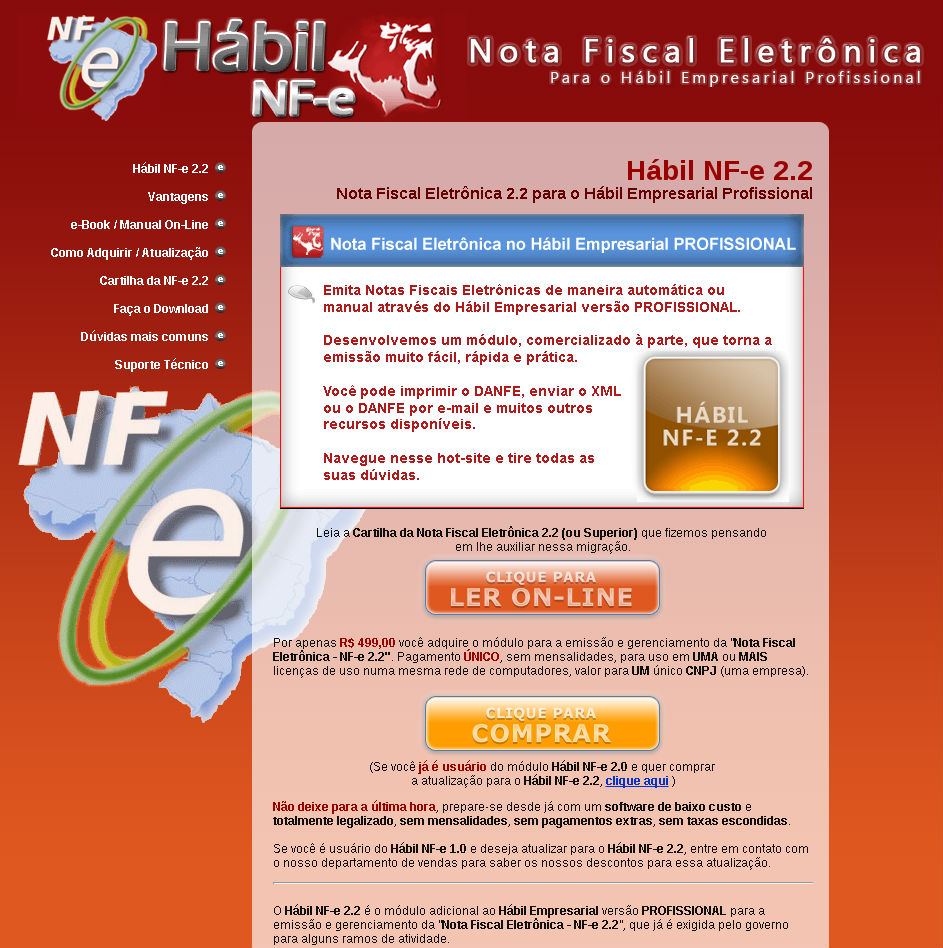 NF
e
Hábil
NF-e
Nota Fiscal Eletrônica
Para o Hábil Empresarial Profissional
Hábil NF-e 2.2 e
Vantagens e
e-Book / Manual On-Line e
Como Adquirir / Atualização e
Cartilha da NF-e 2.2 e
Faça o Download e
Dúvidas mais comuns e
Suporte Técnico e
NF
e
Hábil NF-e 2.2
Nota Fiscal Eletrônica 2.2 para o Hábil Empresarial Profissional
Nota Fiscal Eletrônica no Hábil Empresarial PROFISSIONAL
Emita Notas Fiscais Eletrônicas de maneira automática ou
manual através do Hábil Empresarial versão PROFISSIONAL.
Desenvolvemos um módulo, comercializado à parte, que torna a
emissão muito fácil, rápida e prática.
Você pode imprimir o DANFE, enviar o XML
ou o DANFE por e-mail e muitos outros
recursos disponíveis.
Navegue nesse hot-site e tire todas as
suas dúvidas.
HÁBIL
NF-E 2.2
Leia a Cartilha da Nota Fiscal Eletrônica 2.2 (ou Superior) que fizemos pensando
em lhe auxiliar nessa migração.
CLIQUE PARA
LER ON-LINE
Por apenas R$ 499,00 você adquire o módulo para a emissão e gerenciamento da "Nota Fiscal
Eletrônica - NF-e 2.2". Pagamento ÚNICO, sem mensalidades, para uso em UMA ou MAIS
licenças de uso numa mesma rede de computadores, valor para UM único CNPJ (uma empresa).
CLIQUE PARA
COMPRAR
(Se você já é usuário do módulo Hábil NF-e 2.0 e quer comprar
a atualização para o Hábil NF-e 2.2, clique aqui )
Não deixe para a última hora, prepare-se desde já com um software de baixo custo e
totalmente legalizado, sem mensalidades, sem pagamentos extras, sem taxas escondidas.
Se você é usuário do Hábil NF-e 1.0 e deseja atualizar para o Hábil NF-e 2.2, entre em contato com
o nosso departamento de vendas para saber os nossos descontos para essa atualização.
O Hábil NF-e 2.2 é o módulo adicional ao Hábil Empresarial versão PROFISSIONAL para a
emissão e gerenciamento da "Nota Fiscal Eletrônica - NF-e 2.2", que já é exigida pelo governo
para alguns ramos de atividade.